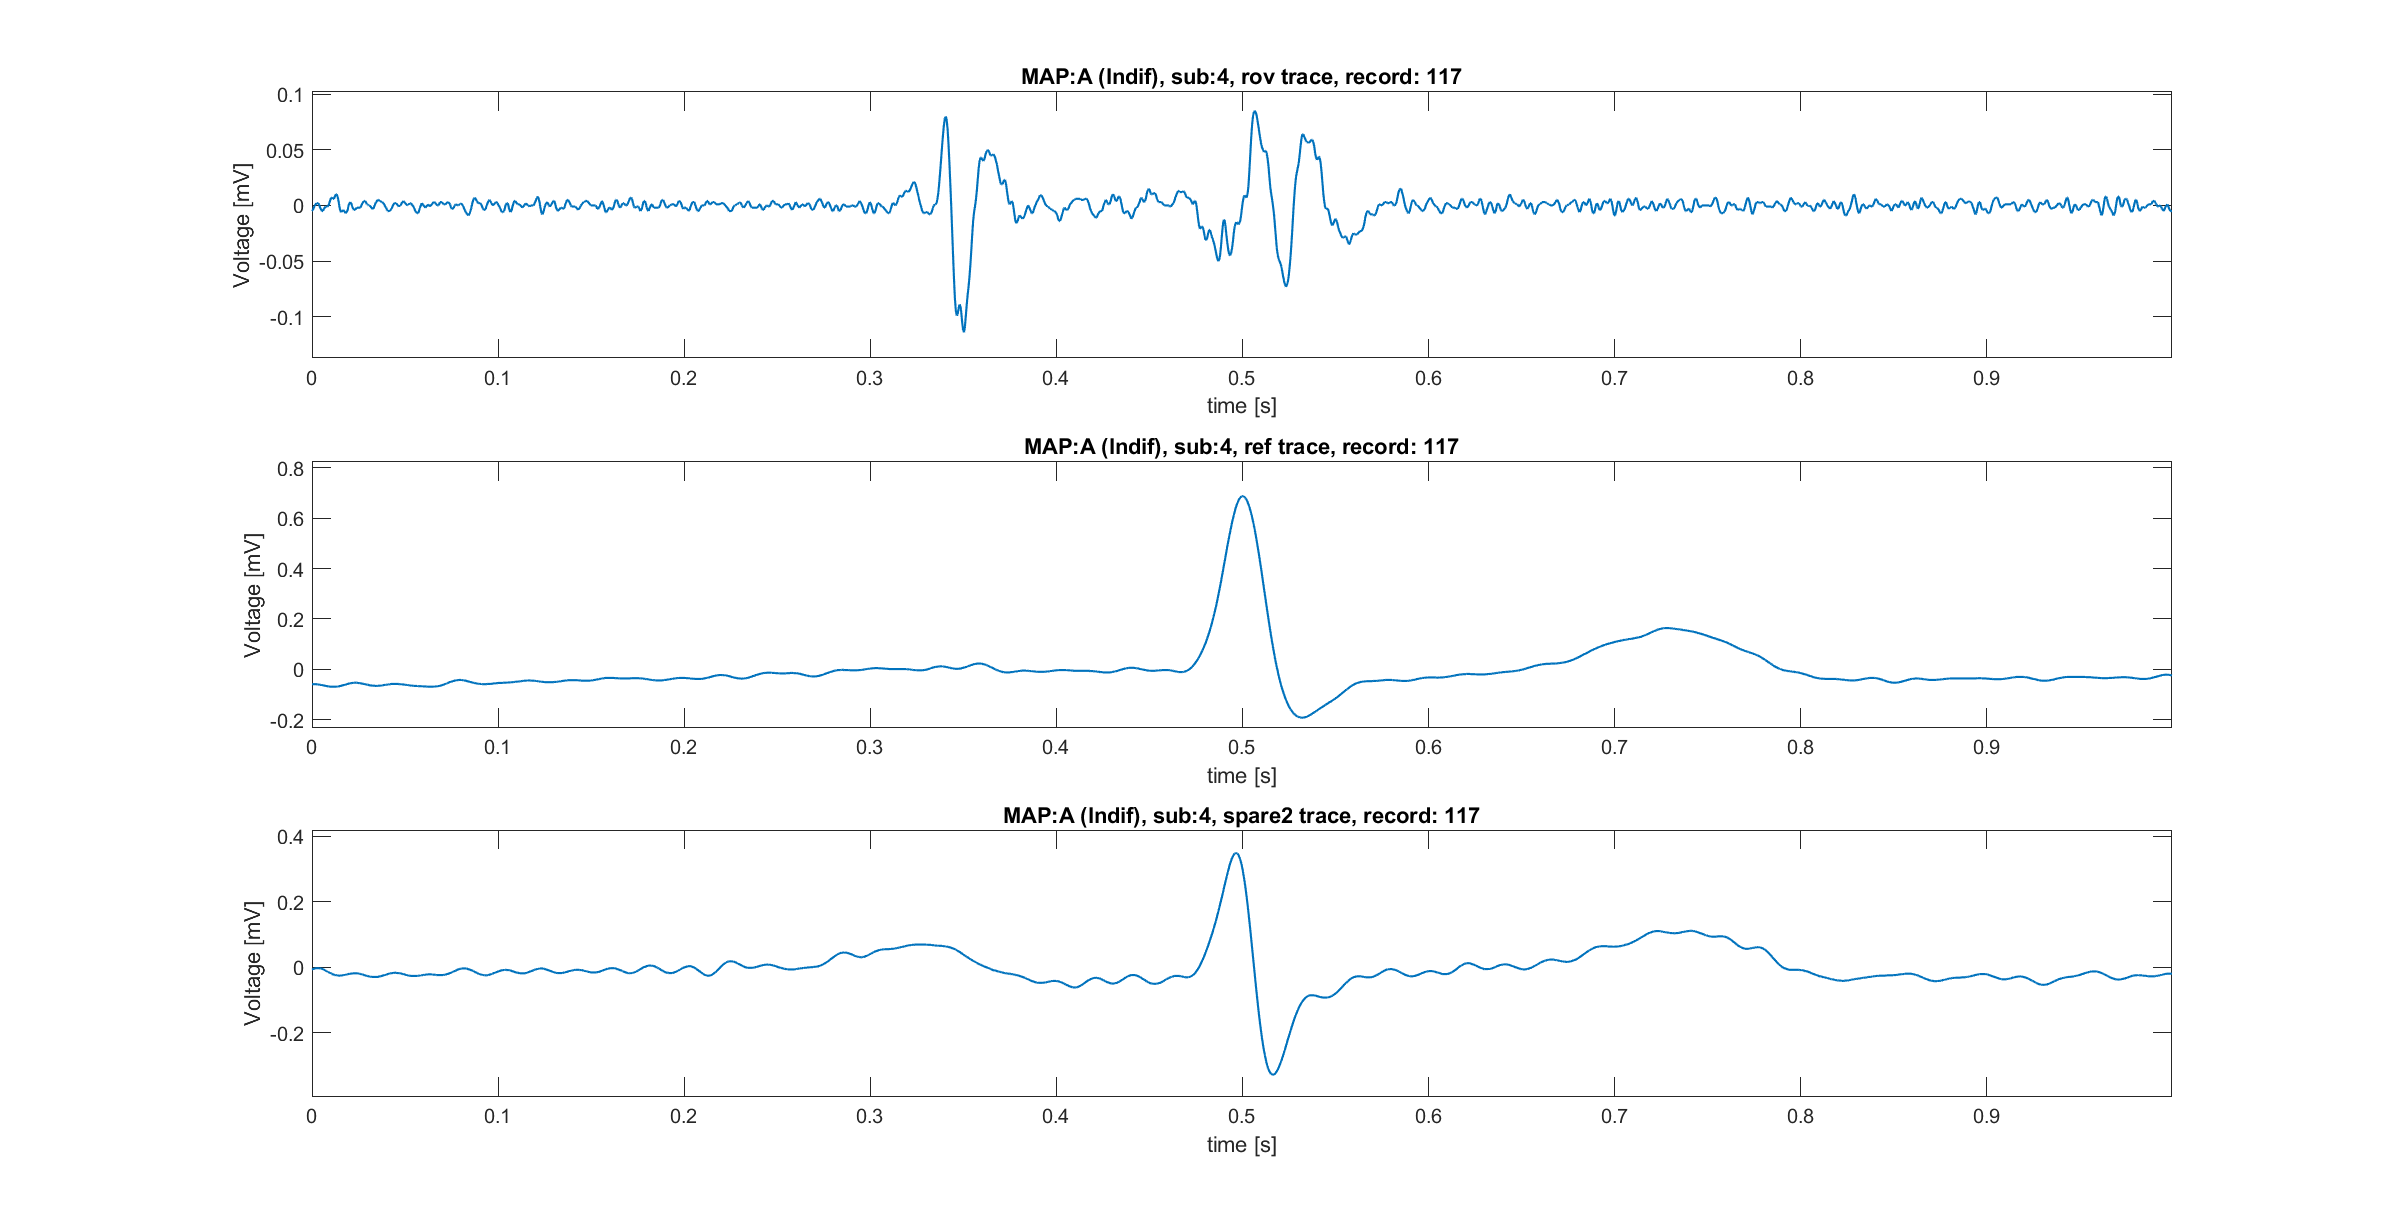 MAP:A (Indif), sub:4, rov trace, record: 117
0.1
0.05
0
-0.05
-0.1
Voltage [mV]
0 0.1 0.2 0.3 0.4 0.5 0.6 0.7 0.8 0.9
time [s]
MAP:A (Indif), sub:4, ref trace, record: 117
0.8
0.6
0.4
0.2
0
-0.2
Voltage [mV]
0 0.1 0.2 0.3 0.4 0.5 0.6 0.7 0.8 0.9
time [s]
MAP:A (Indif), sub:4, spare2 trace, record: 117
0.4
0.2
0
-0.2
Voltage [mV]
0 0.1 0.2 0.3 0.4 0.5 0.6 0.7 0.8 0.9
time [s]